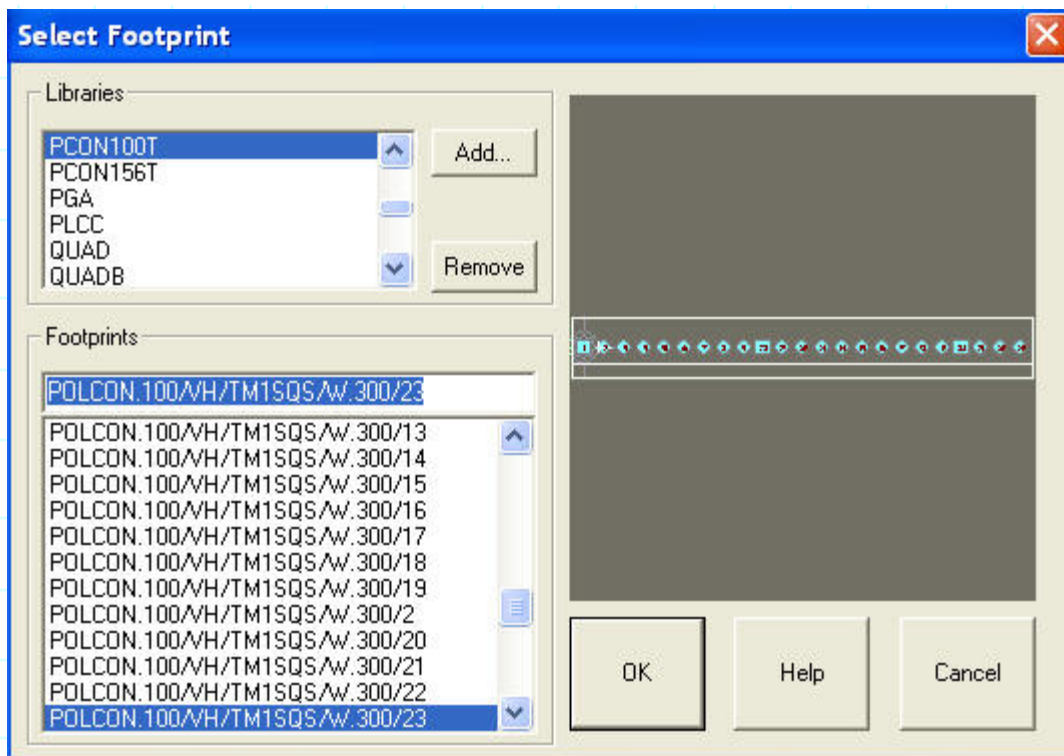 Select Footprint
Libraries
PCON100T
PCON156T
PGA
PLCC
QUAD
QUADB
Add...
Remove
Footprints
POLCON.100/VH/TM1SQS/W.300/23
POLCON.100/VH/TM1SQS/W.300/13
POLCON.100/VH/TM1SQS/W.300/14
POLCON.100/VH/TM1SQS/W.300/15
POLCON.100/VH/TM1SQS/W.300/16
POLCON.100/VH/TM1SQS/W.300/17
POLCON.100/VH/TM1SQS/W.300/18
POLCON.100/VH/TM1SQS/W.300/19
POLCON.100/VH/TM1SQS/W.300/2
POLCON.100/VH/TM1SQS/W.300/20
POLCON.100/VH/TM1SQS/W.300/21
POLCON.100/VH/TM1SQS/W.300/22
POLCON.100/VH/TM1SQS/W.300/23
OK
Help
Cancel